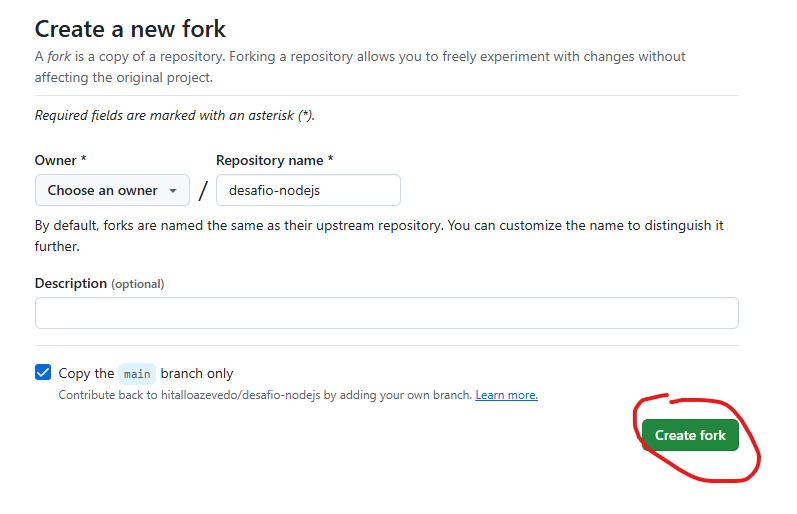 Create a new fork
A fork is a copy of a repository. Forking a repository allows you to freely experiment with changes without
affecting the original project.
Required fields are marked with an asterisk (*).
Owner *
Repository name *
Choose an owner
/
desafio-nodejs
By default, forks are named the same as their upstream repository. You can customize the name to distinguish it
further.
Description (optional)
Copy the main branch only
Contribute back to hitalloazevedo/desafio-nodejs by adding your own branch. Learn more.
Create fork